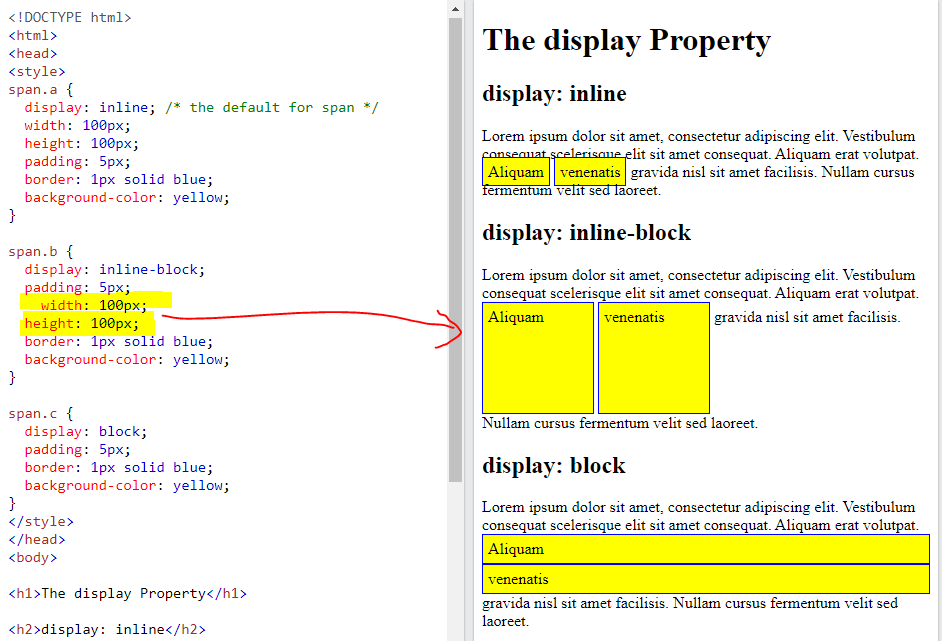 <!DOCTYPE html>
<html>
<head>
<style>
span.a {
  display: inline; /* the default for span */
  width: 100px;
  height: 100px;
  padding: 5px;
  border: 1px solid blue;
  background-color: yellow;
}

span.b {
  display: inline-block;
  padding: 5px;
    width: 100px;
  height: 100px;
  border: 1px solid blue;
  background-color: yellow;
}

span.c {
  display: block;
  padding: 5px;
  border: 1px solid blue;
  background-color: yellow;
}
</style>
</head>
<body>

<h1>The display Property</h1>

<h2>display: inline</h2>
The display Property
display: inline
Lorem ipsum dolor sit amet, consectetur adipiscing elit. Vestibulum
consequat scelerisque elit sit amet consequat. Aliquam erat volutpat.
Aliquam venenatis gravida nisl sit amet facilisis. Nullam cursus
fermentum velit sed laoreet.
display: inline-block
Lorem ipsum dolor sit amet, consectetur adipiscing elit. Vestibulum
consequat scelerisque elit sit amet consequat. Aliquam erat volutpat.
Aliquam venenatis gravida nisl sit amet facilisis.
Nullam cursus fermentum velit sed laoreet.
display: block
Lorem ipsum dolor sit amet, consectetur adipiscing elit. Vestibulum
consequat scelerisque elit sit amet consequat. Aliquam erat volutpat.
Aliquam
venenatis
gravida nisl sit amet facilisis. Nullam cursus fermentum velit sed
laoreet.